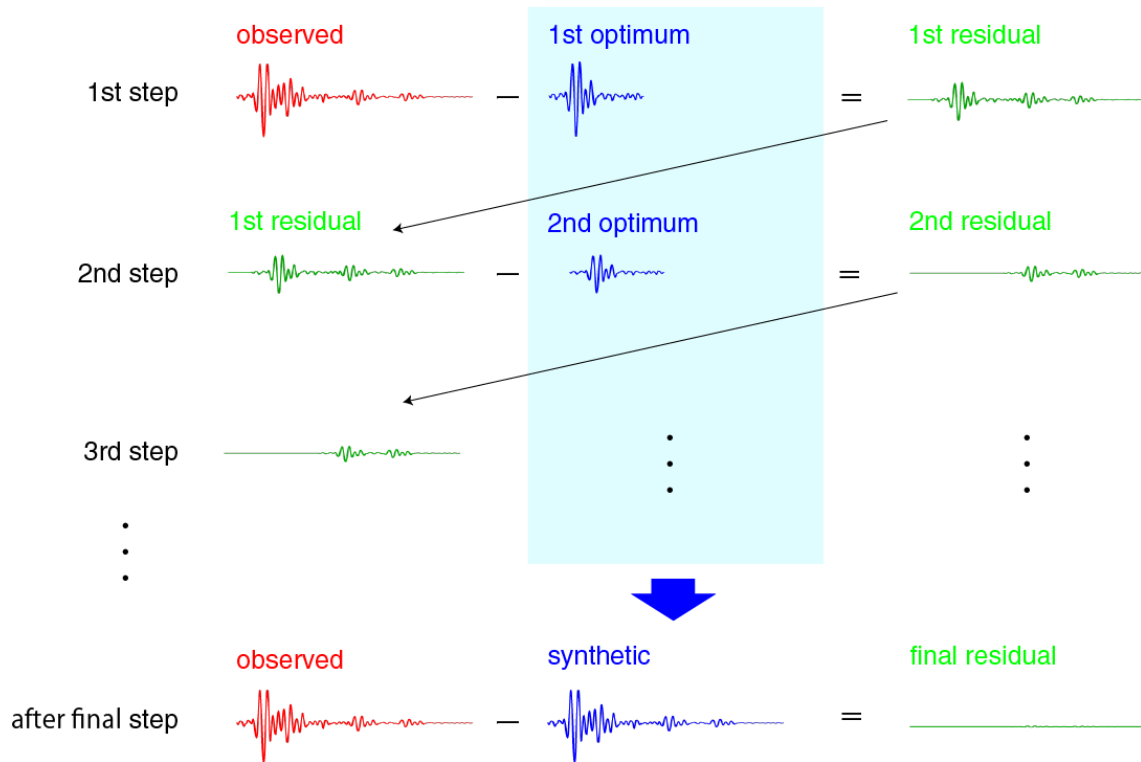 observed
1st optimum
1st residual
1st step
−
=
1st residual
2nd optimum
2nd residual
2nd step
−
=
3rd step
observed
synthetic
final residual
after final step
−
=